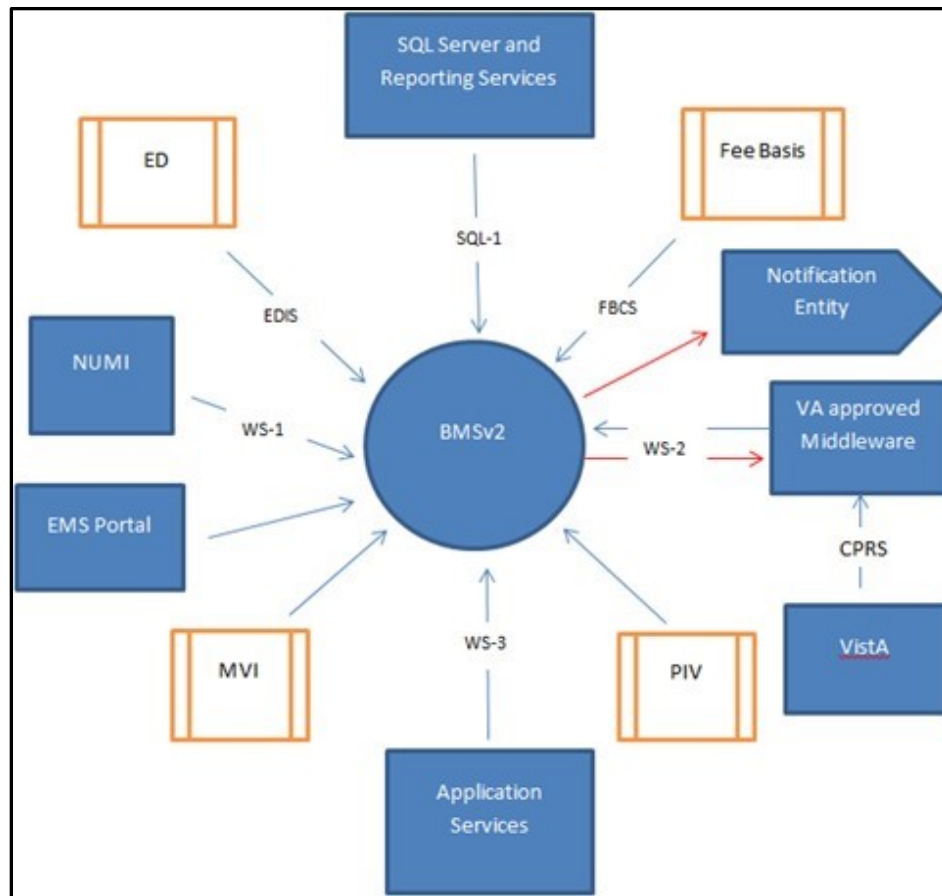 SQL Server and
Reporting Services
ED
Fee Basis
SQL-1
Notification
Entity
EDIS
FBCS
NUMI
BMSv2
VA approved
Middleware
WS-1
WS-2
EMS Portal
CPRS
MVI
WS-3
PIV
VistA
Application
Services